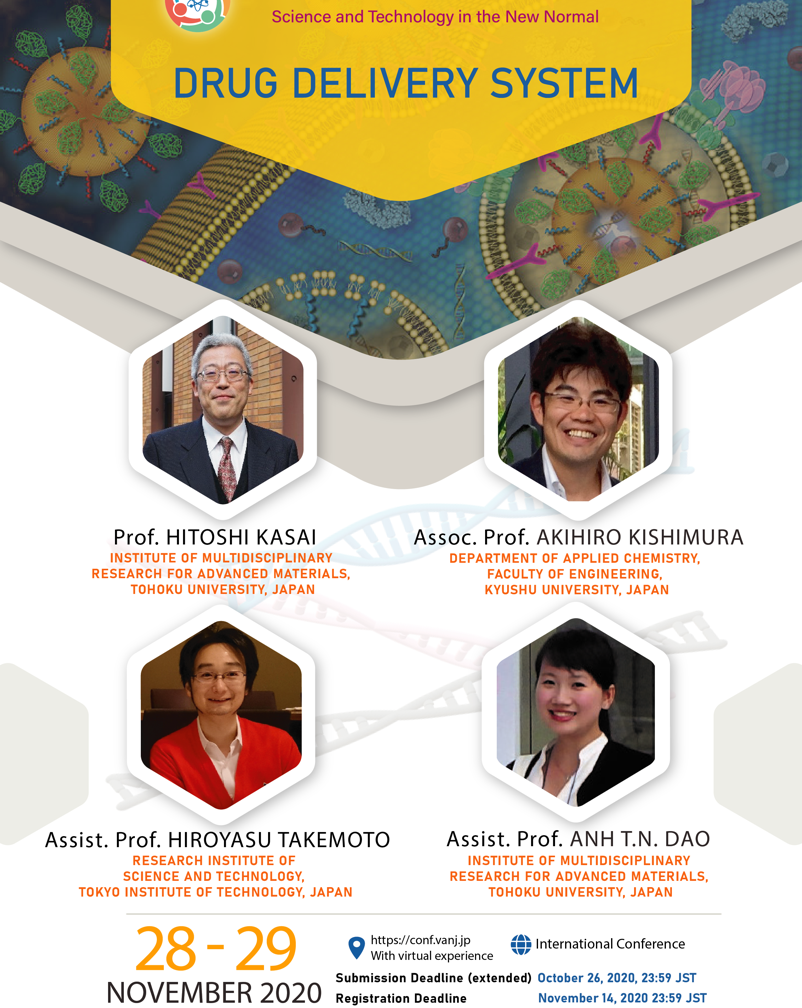 Science and Technology in the New Normal
DRUG DELIVERY SYSTEM
Prof. HITOSHI KASAI
INSTITUTE OF MULTIDISCIPLINARY
RESEARCH FOR ADVANCED MATERIALS,
TOHOKU UNIVERSITY, JAPAN
Assoc. Prof. AKIHIRO KISHIMURA
DEPARTMENT OF APPLIED CHEMISTRY,
FACULTY OF ENGINEERING,
KYUSHU UNIVERSITY, JAPAN
Assist. Prof. HIROYASU TAKEMOTO
RESEARCH INSTITUTE OF
SCIENCE AND TECHNOLOGY,
TOKYO INSTITUTE OF TECHNOLOGY, JAPAN
Assist. Prof. ANH T.N. DAO
INSTITUTE OF MULTIDISCIPLINARY
RESEARCH FOR ADVANCED MATERIALS,
TOHOKU UNIVERSITY, JAPAN
28 - 29
NOVEMBER 2020
https://conf.vanj.jp
With virtual experience
International Conference
Submission Deadline (extended) October 26, 2020, 23:59 JST
Registration Deadline November 14, 2020 23:59 JST